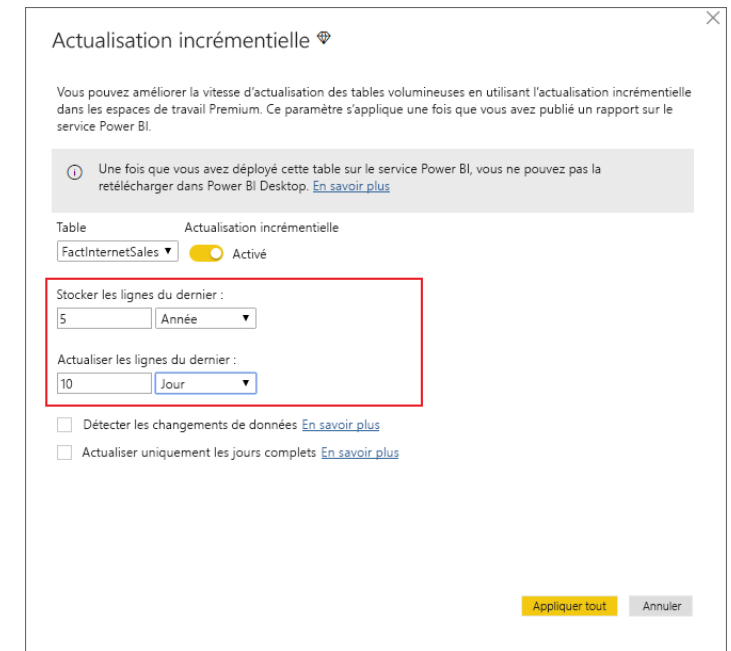 Actualisation incrémentielle
Vous pouvez améliorer la vitesse d'actualisation des tables volumineuses en utilisant l'actualisation incrémentielle
dans les espaces de travail Premium. Ce paramètre s'applique une fois que vous avez publié un rapport sur le
service Power BI.
Une fois que vous avez déployé cette table sur le service Power BI, vous ne pouvez pas la
retélécharger dans Power BI Desktop. En savoir plus
Table Actualisation incrémentielle
FactInternetSales Activé
Stocker les lignes du dernier :
5 Année
Actualiser les lignes du dernier :
10 Jour
Détecter les changements de données En savoir plus
Actualiser uniquement les jours complets En savoir plus
Appliquer tout Annuler